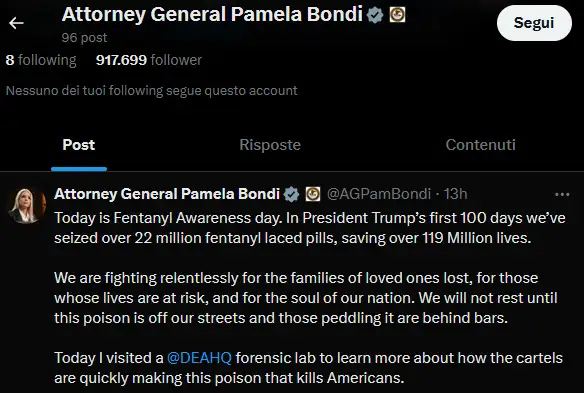 Attorney General Pamela Bondi
96 post
Segui
8 following 917.699 follower
Nessuno dei tuoi following segue questo account
Post Risposte Contenuti
Attorney General Pamela Bondi @AGPamBondi · 13h
Today is Fentanyl Awareness day. In President Trump’s first 100 days we’ve
seized over 22 million fentanyl laced pills, saving over 119 Million lives.
We are fighting relentlessly for the families of loved ones lost, for those
whose lives are at risk, and for the soul of our nation. We will not rest until
this poison is off our streets and those peddling it are behind bars.
Today I visited a @DEAHQ forensic lab to learn more about how the cartels
are quickly making this poison that kills Americans.